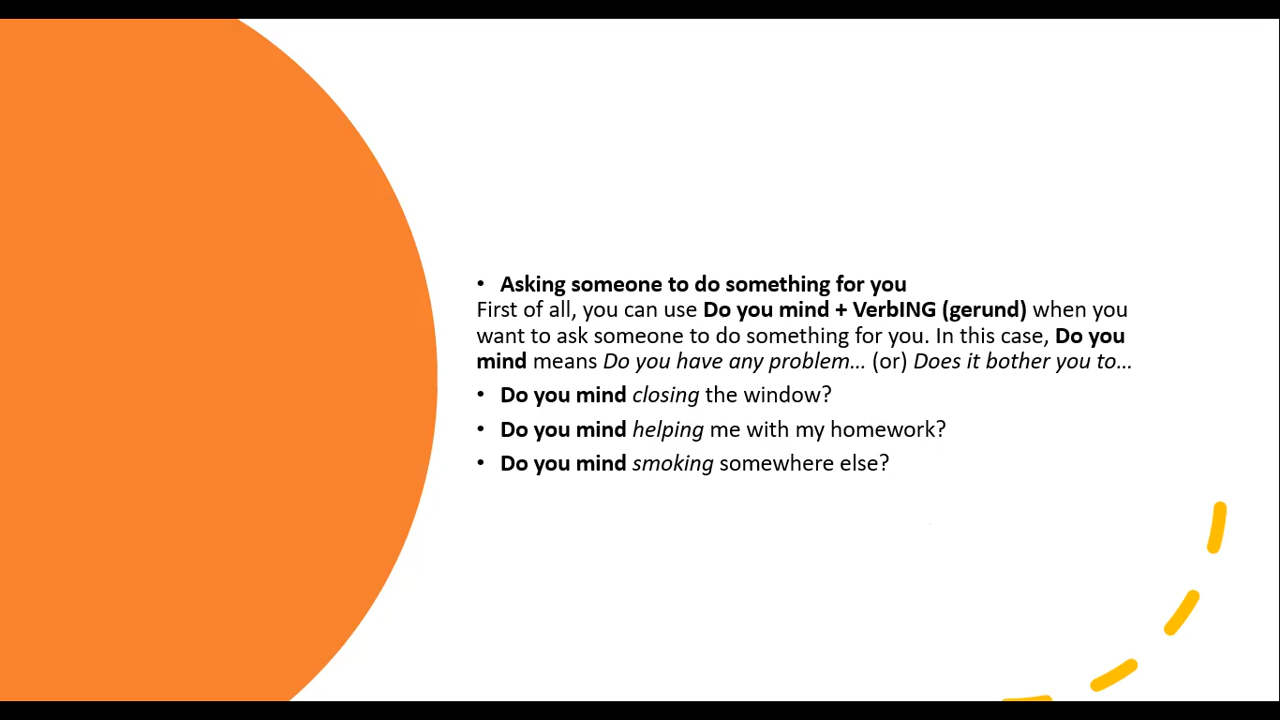 • Asking someone to do something for you
First of all, you can use Do you mind + VerbING (gerund) when you
want to ask someone to do something for you. In this case, Do you
mind means Do you have any problem... (or) Does it bother you to...
• Do you mind closing the window?
• Do you mind helping me with my homework?
• Do you mind smoking somewhere else?